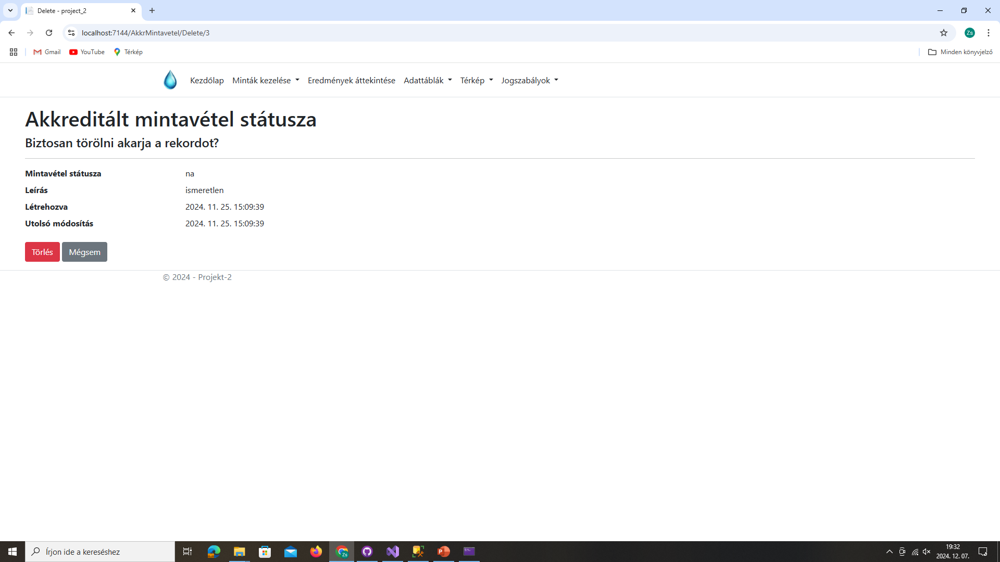 Delete - project_2
localhost:7144/AkkrMintavetel/Delete/3
Zs
Gmail YouTube Térkép Minden könyvjelző
Kezdőlap Minták kezelése Eredmények áttekintése Adattáblák Térkép Jogszabályok
Akkreditált mintavétel státusza
Biztosan törölni akarja a rekordot?
Mintavétel státusza na
Leírás ismeretlen
Létrehozva 2024. 11. 25. 15:09:39
Utolsó módosítás 2024. 11. 25. 15:09:39
Törlés Mégsem
© 2024 - Projekt-2
Írjon ide a kereséshez
19:32
2024. 12. 07.